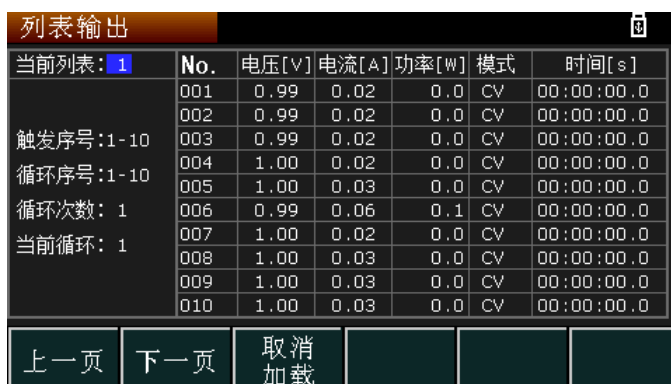 列表输出
当前列表: 1
No. 电压[V] 电流[A] 功率[W] 模式 时间[s]
001 0.99 0.02 0.0 CV 00:00:00.0
002 0.99 0.02 0.0 CV 00:00:00.0
003 0.99 0.02 0.0 CV 00:00:00.0
004 1.00 0.02 0.0 CV 00:00:00.0
005 1.00 0.03 0.0 CV 00:00:00.0
006 0.99 0.06 0.1 CV 00:00:00.0
007 1.00 0.02 0.0 CV 00:00:00.0
008 1.00 0.03 0.0 CV 00:00:00.0
009 1.00 0.03 0.0 CV 00:00:00.0
010 1.00 0.03 0.0 CV 00:00:00.0
触发序号:1-10
循环序号:1-10
循环次数: 1
当前循环: 1
上一页 下一页 取消
加载